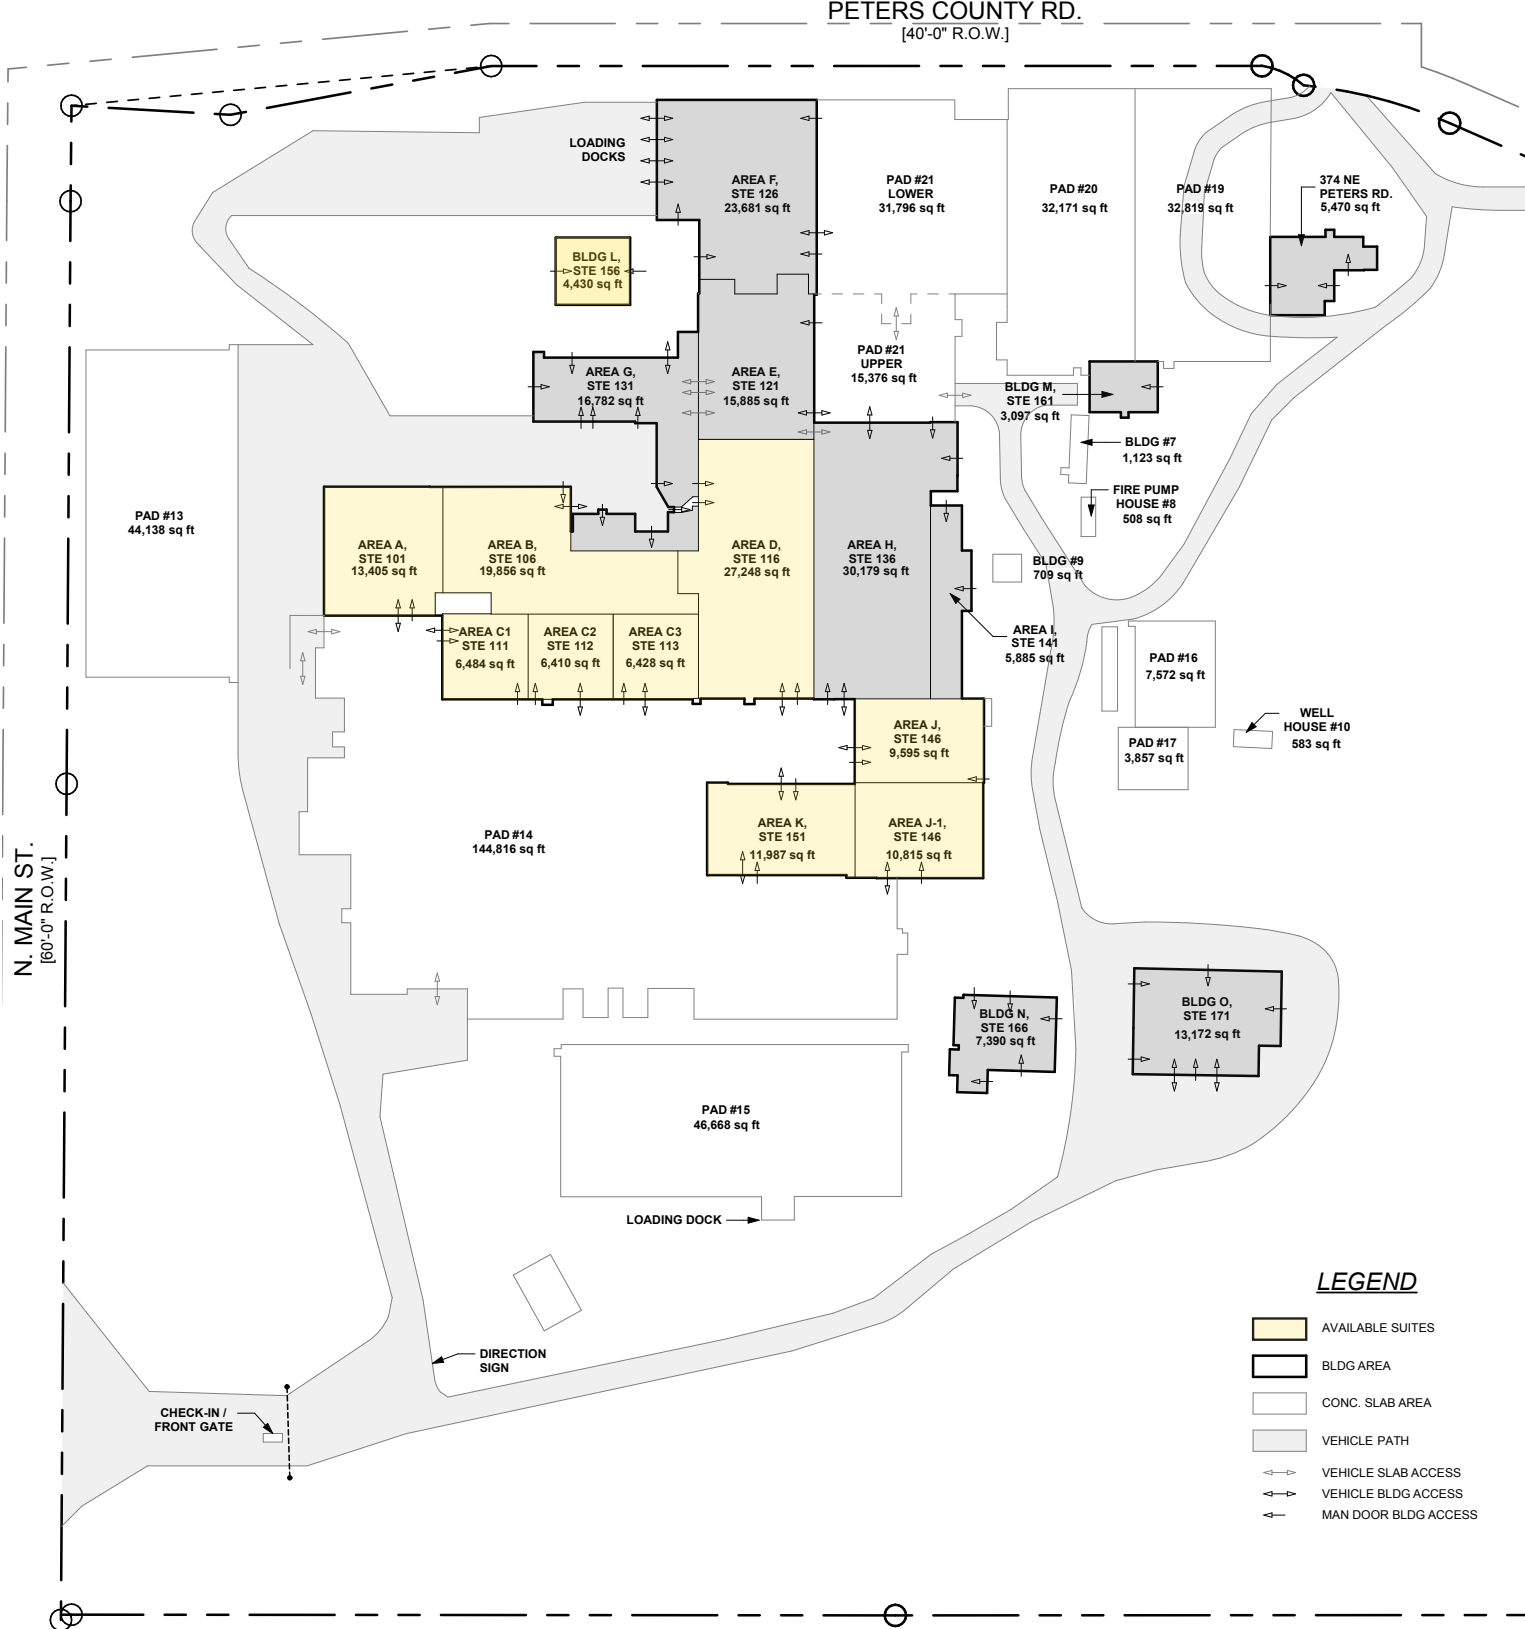 PETERS COUNTY RD.
[40'-0" R.O.W.]
LOADING
DOCKS
AREA F,
STE 126
23,681 sq ft
PAD #21
LOWER
31,796 sq ft
PAD #20
32,171 sq ft
PAD #19
32,819 sq ft
374 NE
PETERS RD.
5,470 sq ft
BLDG L,
STE 156
4,430 sq ft
PAD #21
UPPER
15,376 sq ft
AREA G,
STE 131
16,782 sq ft
AREA E,
STE 121
15,885 sq ft
BLDG M,
STE 161
3,097 sq ft
BLDG #7
1,123 sq ft
FIRE PUMP
HOUSE #8
508 sq ft
PAD #13
44,138 sq ft
AREA A,
STE 101
13,405 sq ft
AREA B,
STE 106
19,856 sq ft
AREA D,
STE 116
27,248 sq ft
AREA H,
STE 136
30,179 sq ft
BLDG #9
709 sq ft
AREA C1
STE 111
6,484 sq ft
AREA C2
STE 112
6,410 sq ft
AREA C3
STE 113
6,428 sq ft
AREA I,
STE 141
5,885 sq ft
PAD #16
7,572 sq ft
WELL
HOUSE #10
583 sq ft
PAD #17
3,857 sq ft
AREA J,
STE 146
9,595 sq ft
PAD #14
144,816 sq ft
AREA K,
STE 151
11,987 sq ft
AREA J-1,
STE 146
10,815 sq ft
N. MAIN ST.
[60'-0" R.O.W.]
BLDG N,
STE 166
7,390 sq ft
BLDG O,
STE 171
13,172 sq ft
PAD #15
46,668 sq ft
LOADING DOCK
DIRECTION
SIGN
CHECK-IN /
FRONT GATE
LEGEND
AVAILABLE SUITES
BLDG AREA
CONC. SLAB AREA
VEHICLE PATH
VEHICLE SLAB ACCESS
VEHICLE BLDG ACCESS
MAN DOOR BLDG ACCESS